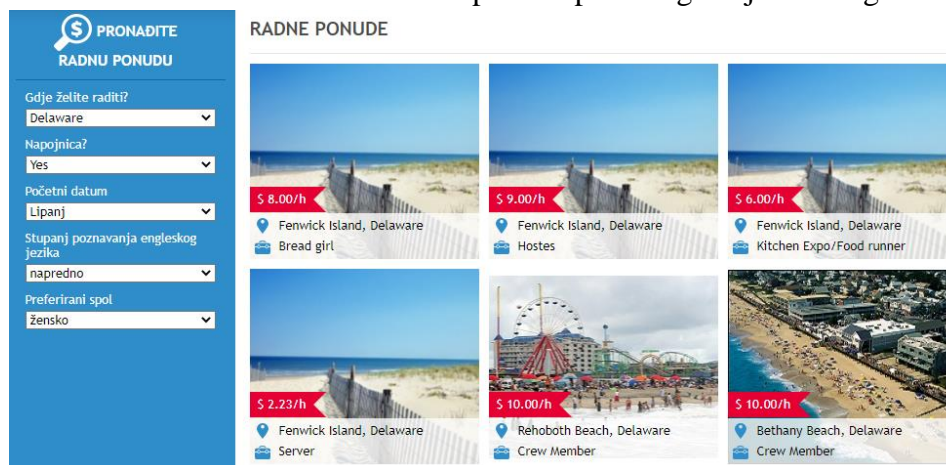 PRONAĐITE
RADNU PONUDU
Gdje želite raditi?
Delaware
Napojnica?
Yes
Početni datum
Lipanj
Stupanj poznavanja engleskog
jezika
napredno
Preferirani spol
žensko
RADNE PONUDE
$ 8.00/h
Fenwick Island, Delaware
Bread girl
$ 9.00/h
Fenwick Island, Delaware
Hostes
$ 6.00/h
Fenwick Island, Delaware
Kitchen Expo/Food runner
$ 2.23/h
Fenwick Island, Delaware
Server
$ 10.00/h
Rehoboth Beach, Delaware
Crew Member
$ 10.00/h
Bethany Beach, Delaware
Crew Member